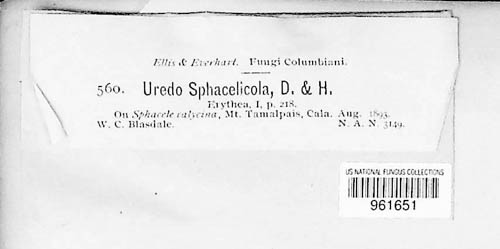 Ellis & Everhart. Fungi Columbiani.
560. Uredo Sphacelicola, D. & H.
Erythea, I, p. 218.
On Sphacele calycina, Mt. Tamalpais, Cala. Aug. 1893.
W. C. Blasdale. N. A. N. 3149.
US NATIONAL FUNGUS COLLECTIONS
961651